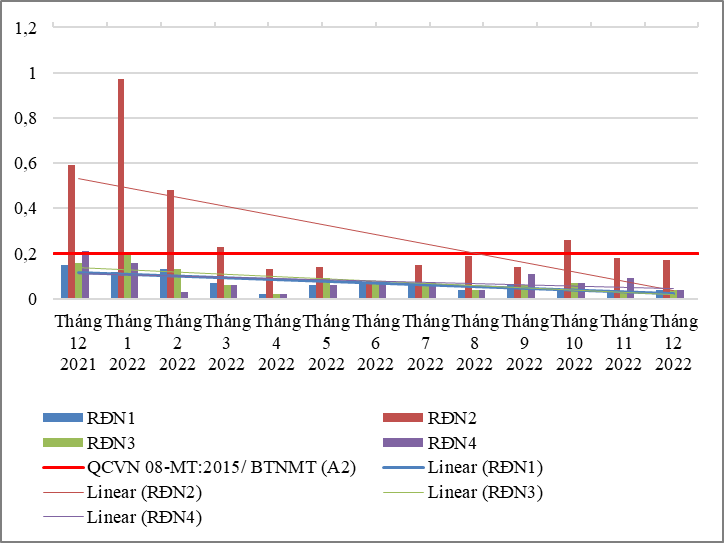 1,2
1
0,8
0,6
0,4
0,2
0
Tháng Tháng Tháng Tháng Tháng Tháng Tháng Tháng Tháng Tháng Tháng Tháng Tháng
12 1 2 3 4 5 6 7 8 9 10 11 12
2021 2022 2022 2022 2022 2022 2022 2022 2022 2022 2022 2022 2022
RĐN1 RĐN2
RĐN3 RĐN4
QCVN 08-MT:2015/ BTNMT (A2) Linear (RĐN1)
Linear (RĐN2) Linear (RĐN3)
Linear (RĐN4)